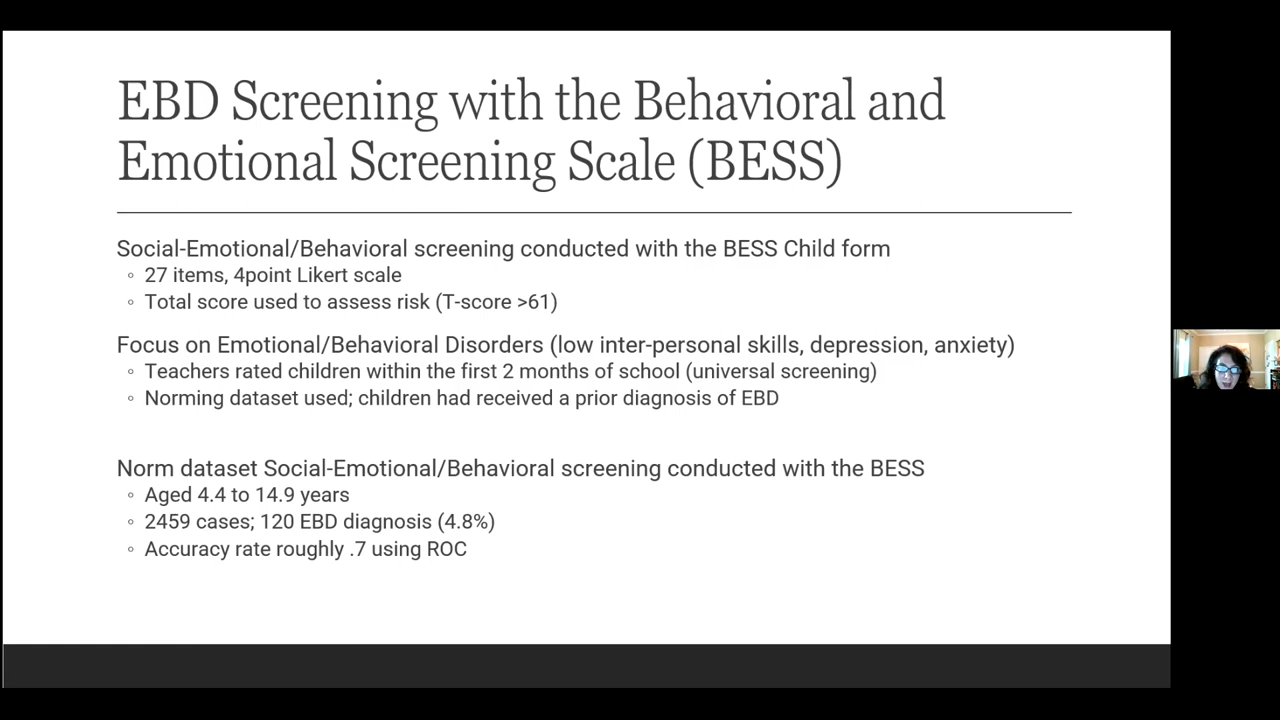 EBD Screening with the Behavioral and
Emotional Screening Scale (BESS)
Social-Emotional/Behavioral screening conducted with the BESS Child form
◦ 27 items, 4point Likert scale
◦ Total score used to assess risk (T-score >61)
Focus on Emotional/Behavioral Disorders (low inter-personal skills, depression, anxiety)
◦ Teachers rated children within the first 2 months of school (universal screening)
◦ Norming dataset used; children had received a prior diagnosis of EBD
Norm dataset Social-Emotional/Behavioral screening conducted with the BESS
◦ Aged 4.4 to 14.9 years
◦ 2459 cases; 120 EBD diagnosis (4.8%)
◦ Accuracy rate roughly .7 using ROC